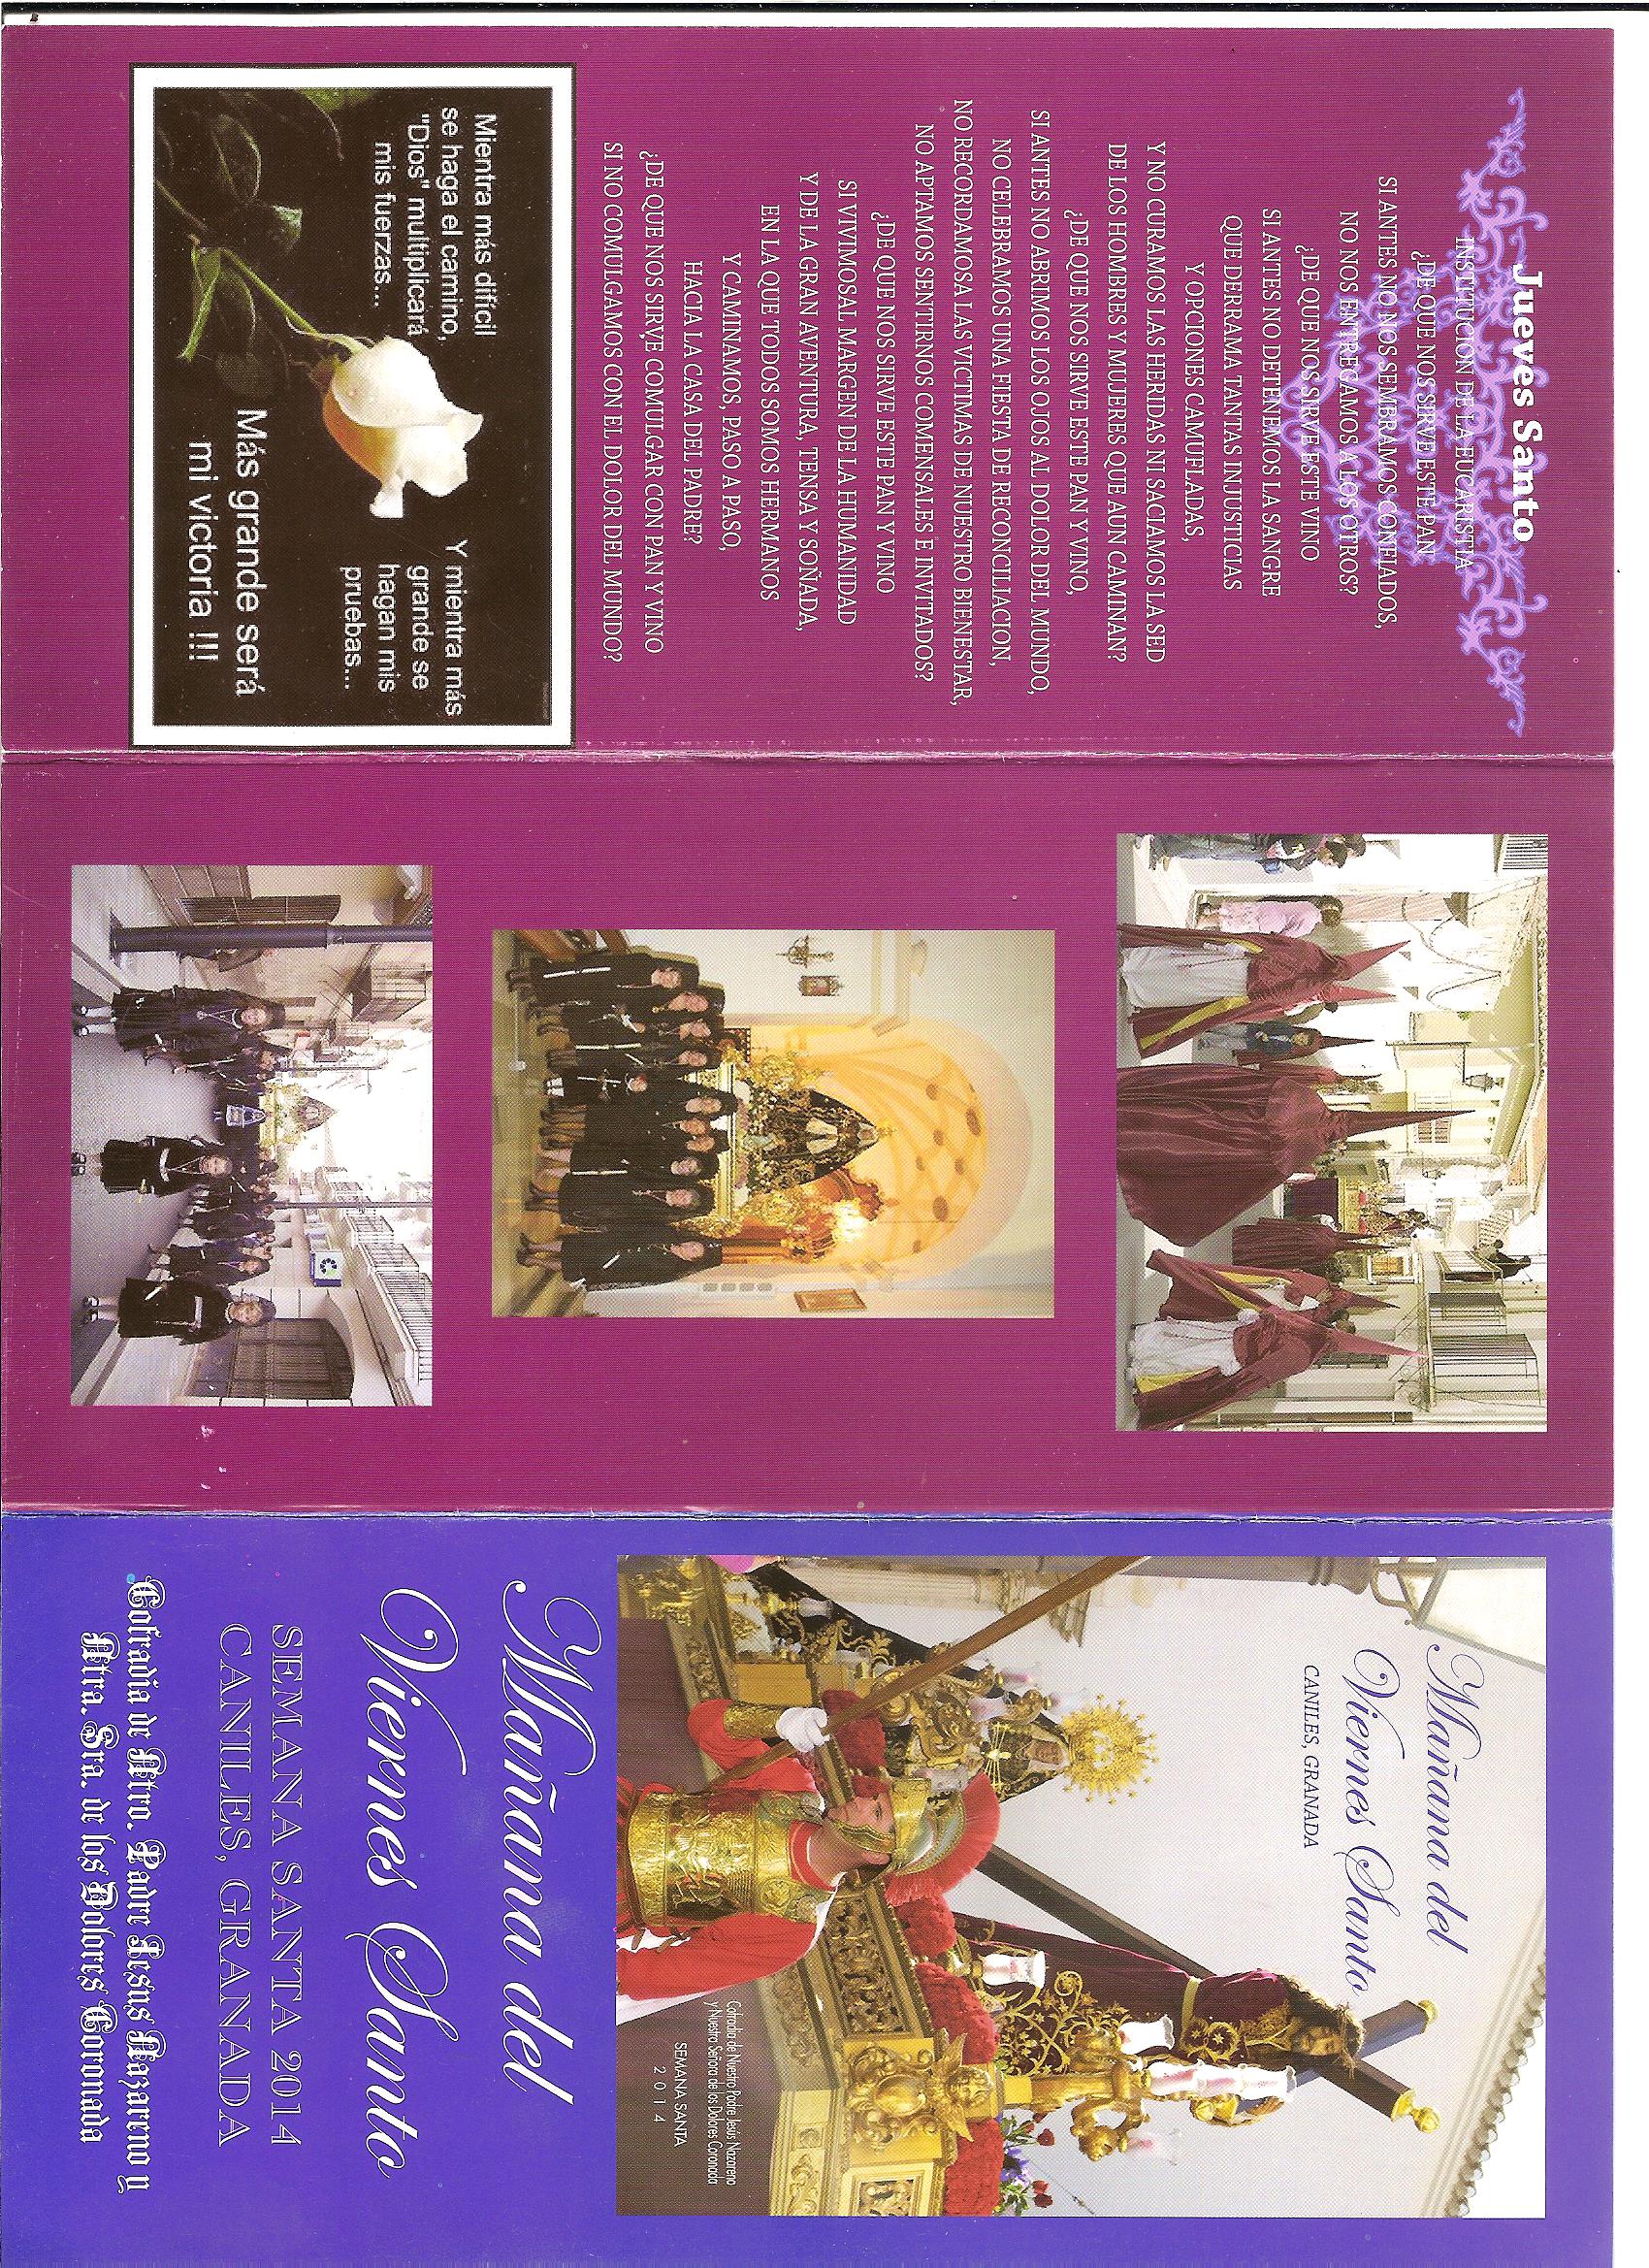 Jueves Santo
INSTITUCION DE LA EUCARISTIA
¿DE QUE NOS SIRVE ESTE PAN
SI ANTES NO NOS SEMBRAMOS CONFIADOS,
NO NOS ENTREGAMOS A LOS OTROS?
¿DE QUE NOS SIRVE ESTE VINO
SI ANTES NO DETENEMOS LA SANGRE
QUE DERRAMA TANTAS INJUSTICIAS
Y OPCIONES CAMUFLADAS,
Y NO CURAMOS LAS HERIDAS NI SACIAMOS LA SED
DE LOS HOMBRES Y MUJERES QUE AUN CAMINAN?
¿DE QUE NOS SIRVE ESTE PAN Y VINO,
SI ANTES NO ABRIMOS LOS OJOS AL DOLOR DEL MUNDO,
NO CELEBRAMOS UNA FIESTA DE RECONCILIACION,
NO RECORDAMOSA LAS VICTIMAS DE NUESTRO BIENESTAR,
NO APTAMOS SENTIRNOS COMENSALES E INVITADOS?
¿DE QUE NOS SIRVE ESTE PAN Y VINO
SI VIVIMOSAL MARGEN DE LA HUMANIDAD
Y DE LA GRAN AVENTURA, TENSA Y SOÑADA,
EN LA QUE TODOS SOMOS HERMANOS
Y CAMINAMOS, PASO A PASO,
HACIA LA CASA DEL PADRE?
¿DE QUE NOS SIRVE COMULGAR CON PAN Y VINO
SI NO COMULGAMOS CON EL DOLOR DEL MUNDO?
Mientra más difícil
se haga el camino,
"Dios" multiplicará
mis fuerzas...
Y mientra más
grande se
hagan mis
pruebas...
Más grande será
mi victoria !!!
Mañana del
Viernes Santo
CANILES, GRANADA
Cofradía de Nuestro Padre Jesús Nazareno
y Nuestra Señora de los Dolores Coronada
SEMANA SANTA
2 0 1 4
Mañana del
Viernes Santo
SEMANA SANTA 2014
CANILES, GRANADA
Cofradia de Ntro. Padre Jesus Nazareno y
Ntra. Sra. de los Dolores Coronada